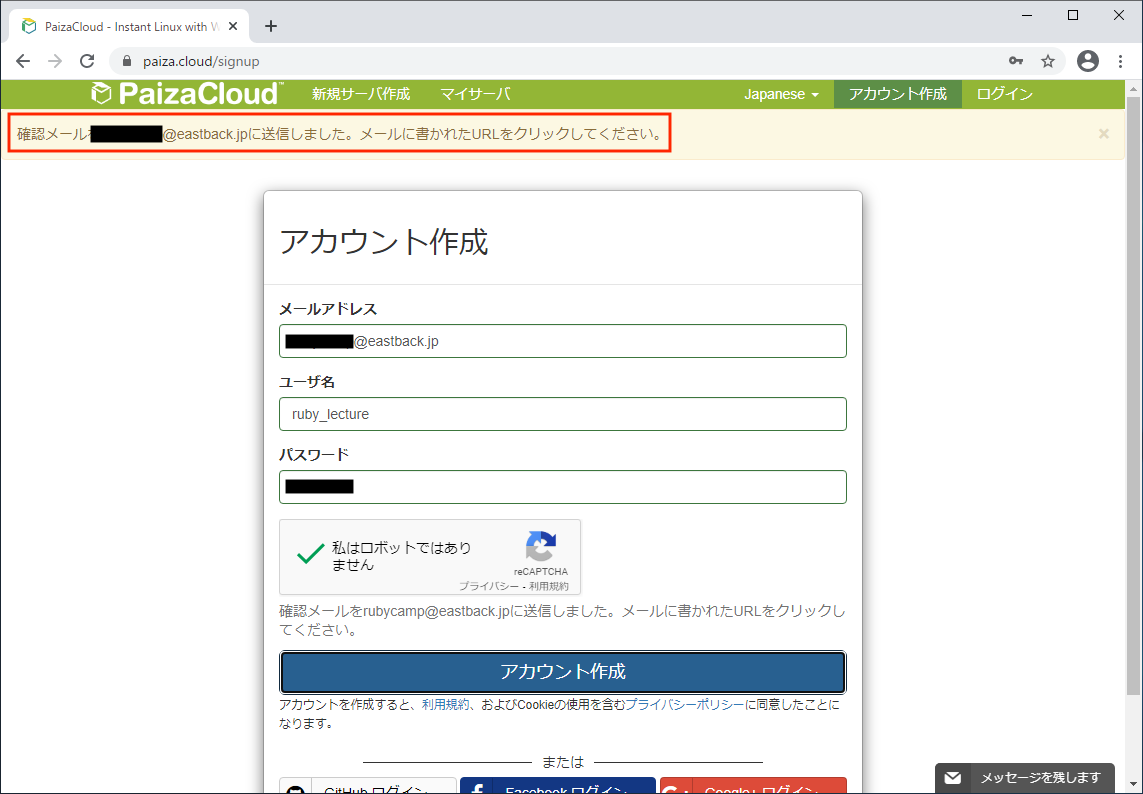 PaizaCloud - Instant Linux with W
paiza.cloud/signup
PaizaCloud 新規サーバ作成 マイサーバ Japanese アカウント作成 ログイン
確認メール @eastback.jpに送信しました。メールに書かれたURLをクリックしてください。
アカウント作成
メールアドレス
@eastback.jp
ユーザ名
ruby_lecture
パスワード
私はロボットではあり
ません
reCAPTCHA
プライバシー - 利用規約
確認メールをrubycamp@eastback.jpに送信しました。メールに書かれたURLをクリックし
てください。
アカウント作成
アカウントを作成すると、利用規約、およびCookieの使用を含むプライバシーポリシーに同意したことに
なります。
または
GitHub ログイン Facebook ログイン Google+ ログイン
メッセージを残します